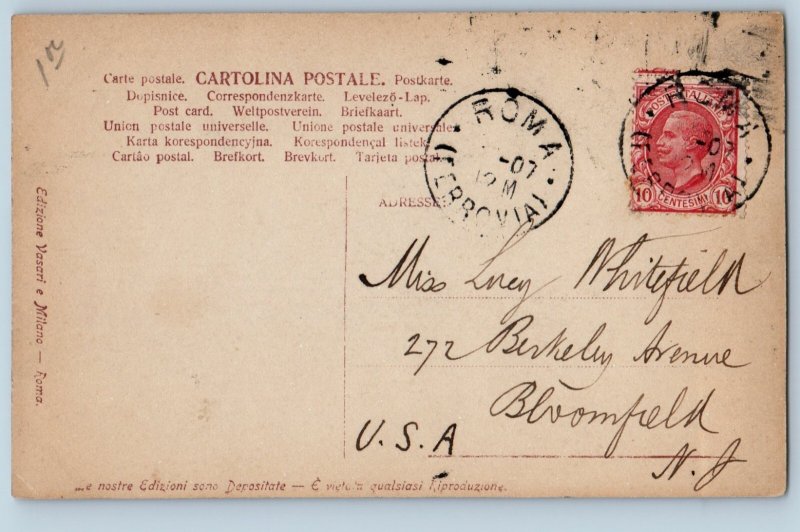 Carte postale. CARTOLINA POSTALE. Postkarte.
Dopisnice. Correspondenzkarte. Levelező-Lap.
Post card. Weltpostverein. Briefkaart.
Union postale universelle. Unione postale universale
Karta korespondencyjna. Korespondençal listek.
Cartão postal. Brefkort. Brevkort. Tarjeta postal
ROMA
-07
12 M
(FERROVIA)
ROMA
-07
POSTE ITALIANE
10 CENTESIMI 10
ADRESSE
Miss Lucy Whitefield
272 Berkeley Avenue
Bloomfield
U.S.A
N.J
Edizione Vasari e Milano — Roma.
Le nostre Edizioni sono Depositate — È vietata qualsiasi Riproduzione.